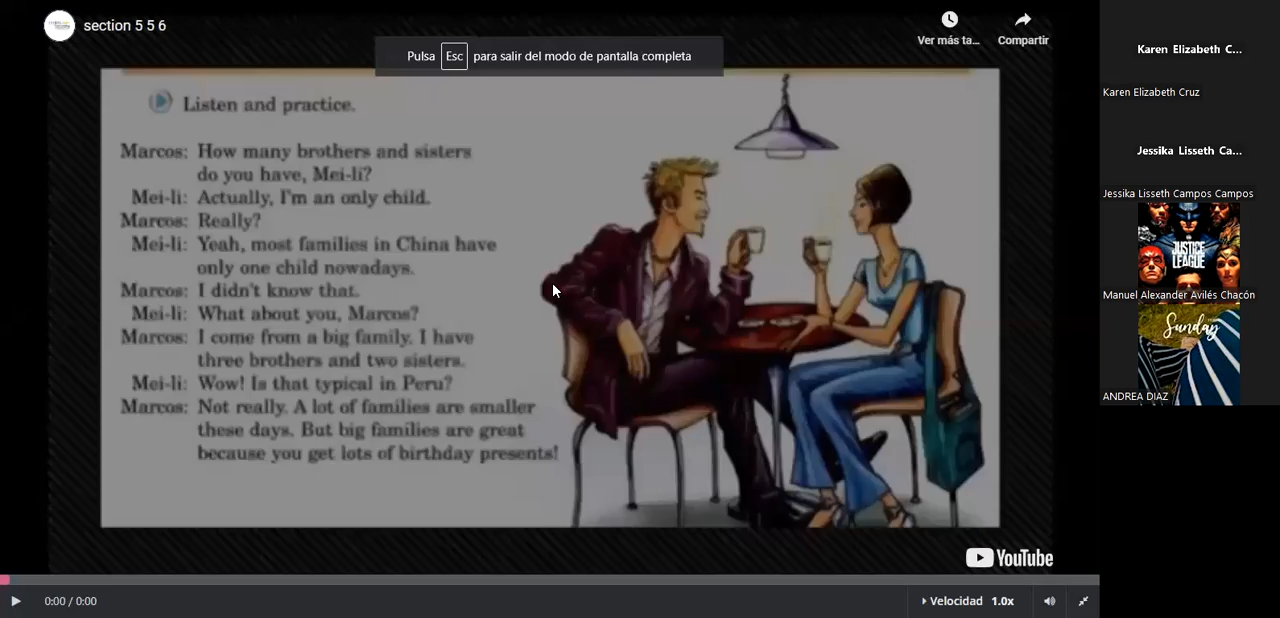 section 5 5 6
Ver más ta...
Compartir
Pulsa Esc para salir del modo de pantalla completa
Listen and practice.
Marcos: How many brothers and sisters
do you have, Mei-li?
Mei-li: Actually, I'm an only child.
Marcos: Really?
Mei-li: Yeah, most families in China have
only one child nowadays.
Marcos: I didn't know that.
Mei-li: What about you, Marcos?
Marcos: I come from a big family. I have
three brothers and two sisters.
Mei-li: Wow! Is that typical in Peru?
Marcos: Not really. A lot of families are smaller
these days. But big families are great
because you get lots of birthday presents!
YouTube
0:00 / 0:00
Velocidad 1.0x
Karen Elizabeth C...
Karen Elizabeth Cruz
Jessika Lisseth Ca...
Jessika Lisseth Campos Campos
JUSTICE
LEAGUE
Manuel Alexander Avilés Chacón
Sunday
ANDREA DIAZ